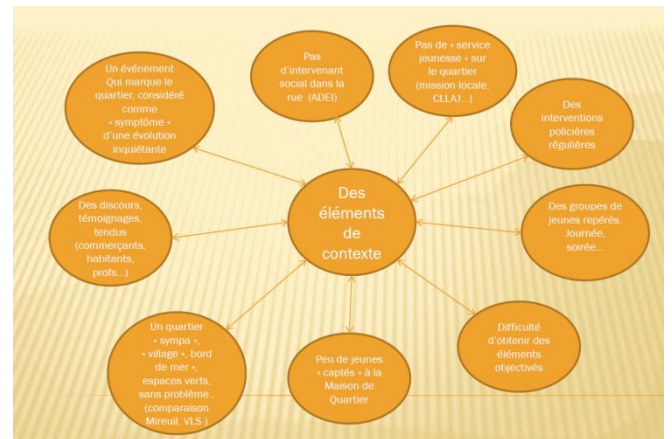 Un événement
Qui marque le
quartier, considéré
comme
« symptôme »
d'une évolution
inquiétante
Pas
d'intervenant
social dans la
rue (ADEI)
Pas de « service
jeunesse » sur
le quartier
(mission locale,
CLLAJ...)
Des
interventions
policières
régulières
Des discours,
témoignages,
tendus
(commerçants,
habitants,
profs...)
Des
éléments
de
contexte
Des groupes de
jeunes repérés.
Journée,
soirée...
Un quartier
« sympa »,
« village », bord
de mer »,
espaces verts,
sans problème..
(comparaison
Mireuil, VLS )
Peu de jeunes
« captés » à la
Maison de
Quartier
Difficulté
d'obtenir des
éléments
objectivés